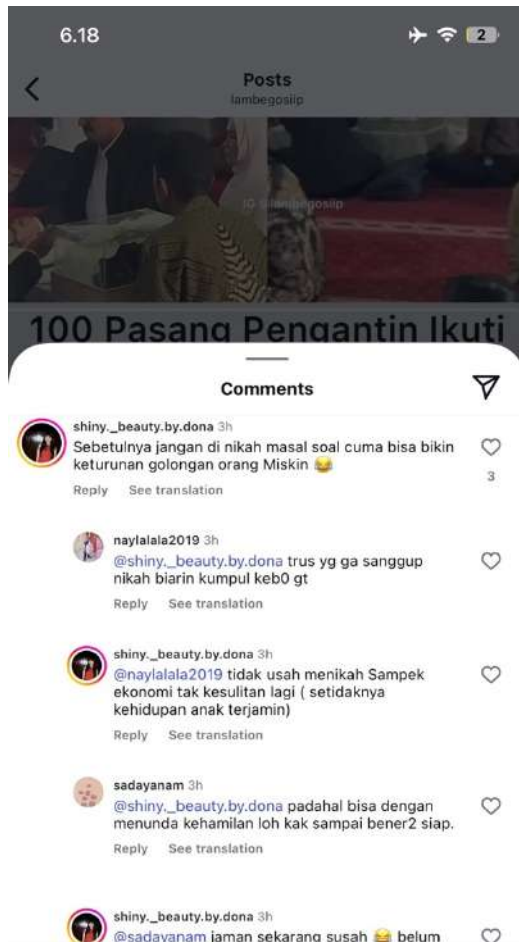 6.18
2
Posts
lambegosiip
IG @lambegosiip
100 Pasang Pengantin Ikuti
Comments
shiny._beauty.by.dona 3h
Sebetulnya jangan di nikah masal soal cuma bisa bikin
keturunan golongan orang Miskin 😂
3
Reply See translation
naylalala2019 3h
@shiny._beauty.by.dona trus yg ga sanggup
nikah biarin kumpul keb0 gt
Reply See translation
shiny._beauty.by.dona 3h
@naylalala2019 tidak usah menikah Sampek
ekonomi tak kesulitan lagi ( setidaknya
kehidupan anak terjamin)
Reply See translation
sadayanam 3h
@shiny._beauty.by.dona padahal bisa dengan
menunda kehamilan loh kak sampai bener2 siap.
Reply See translation
shiny._beauty.by.dona 3h
@sadayanam jaman sekarang susah 😂 belum